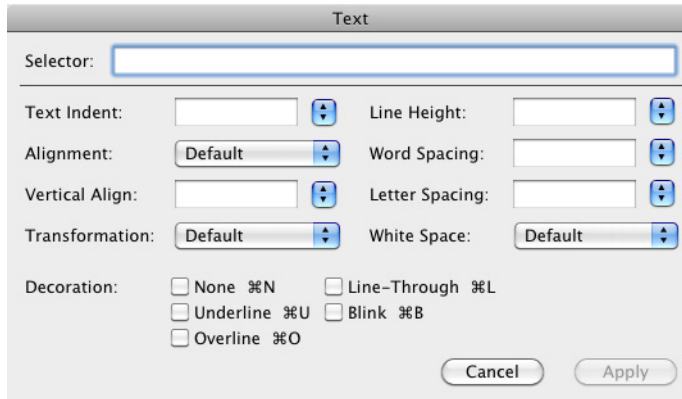 Text
Selector:
Text Indent: Line Height:
Alignment: Default Word Spacing:
Vertical Align: Letter Spacing:
Transformation: Default White Space: Default
Decoration: None ⌘N Line-Through ⌘L
Underline ⌘U Blink ⌘B
Overline ⌘O
Cancel Apply